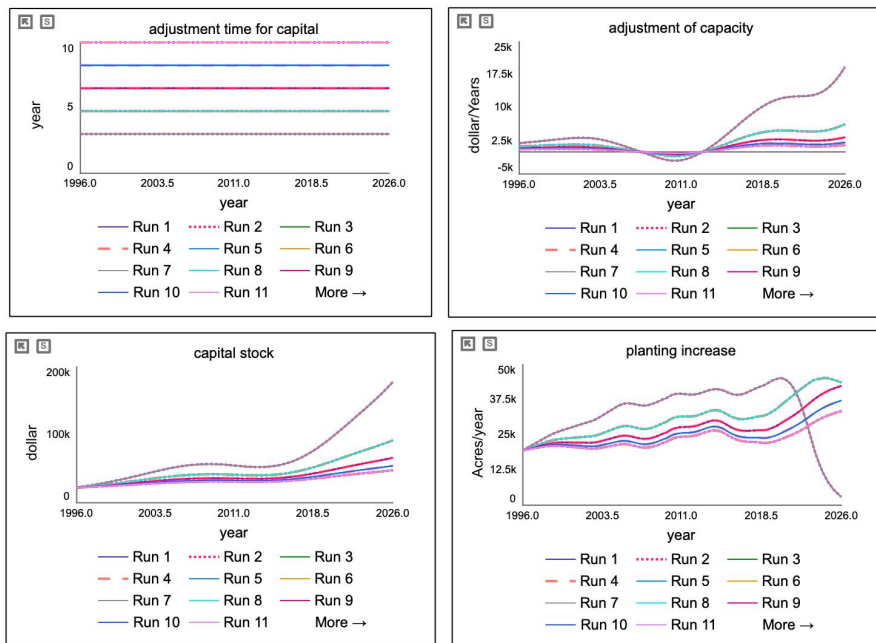 S
adjustment time for capital
year
10
5
0
1996.0 2003.5 2011.0 2018.5 2026.0
year
Run 1 Run 2 Run 3
Run 4 Run 5 Run 6
Run 7 Run 8 Run 9
Run 10 Run 11 More →
S
adjustment of capacity
dollar/Years
25k
17.5k
10k
2.5k
-5k
1996.0 2003.5 2011.0 2018.5 2026.0
year
Run 1 Run 2 Run 3
Run 4 Run 5 Run 6
Run 7 Run 8 Run 9
Run 10 Run 11 More →
S
capital stock
dollar
200k
100k
0
1996.0 2003.5 2011.0 2018.5 2026.0
year
Run 1 Run 2 Run 3
Run 4 Run 5 Run 6
Run 7 Run 8 Run 9
Run 10 Run 11 More →
S
planting increase
Acres/year
50k
37.5k
25k
12.5k
0
1996.0 2003.5 2011.0 2018.5 2026.0
year
Run 1 Run 2 Run 3
Run 4 Run 5 Run 6
Run 7 Run 8 Run 9
Run 10 Run 11 More →